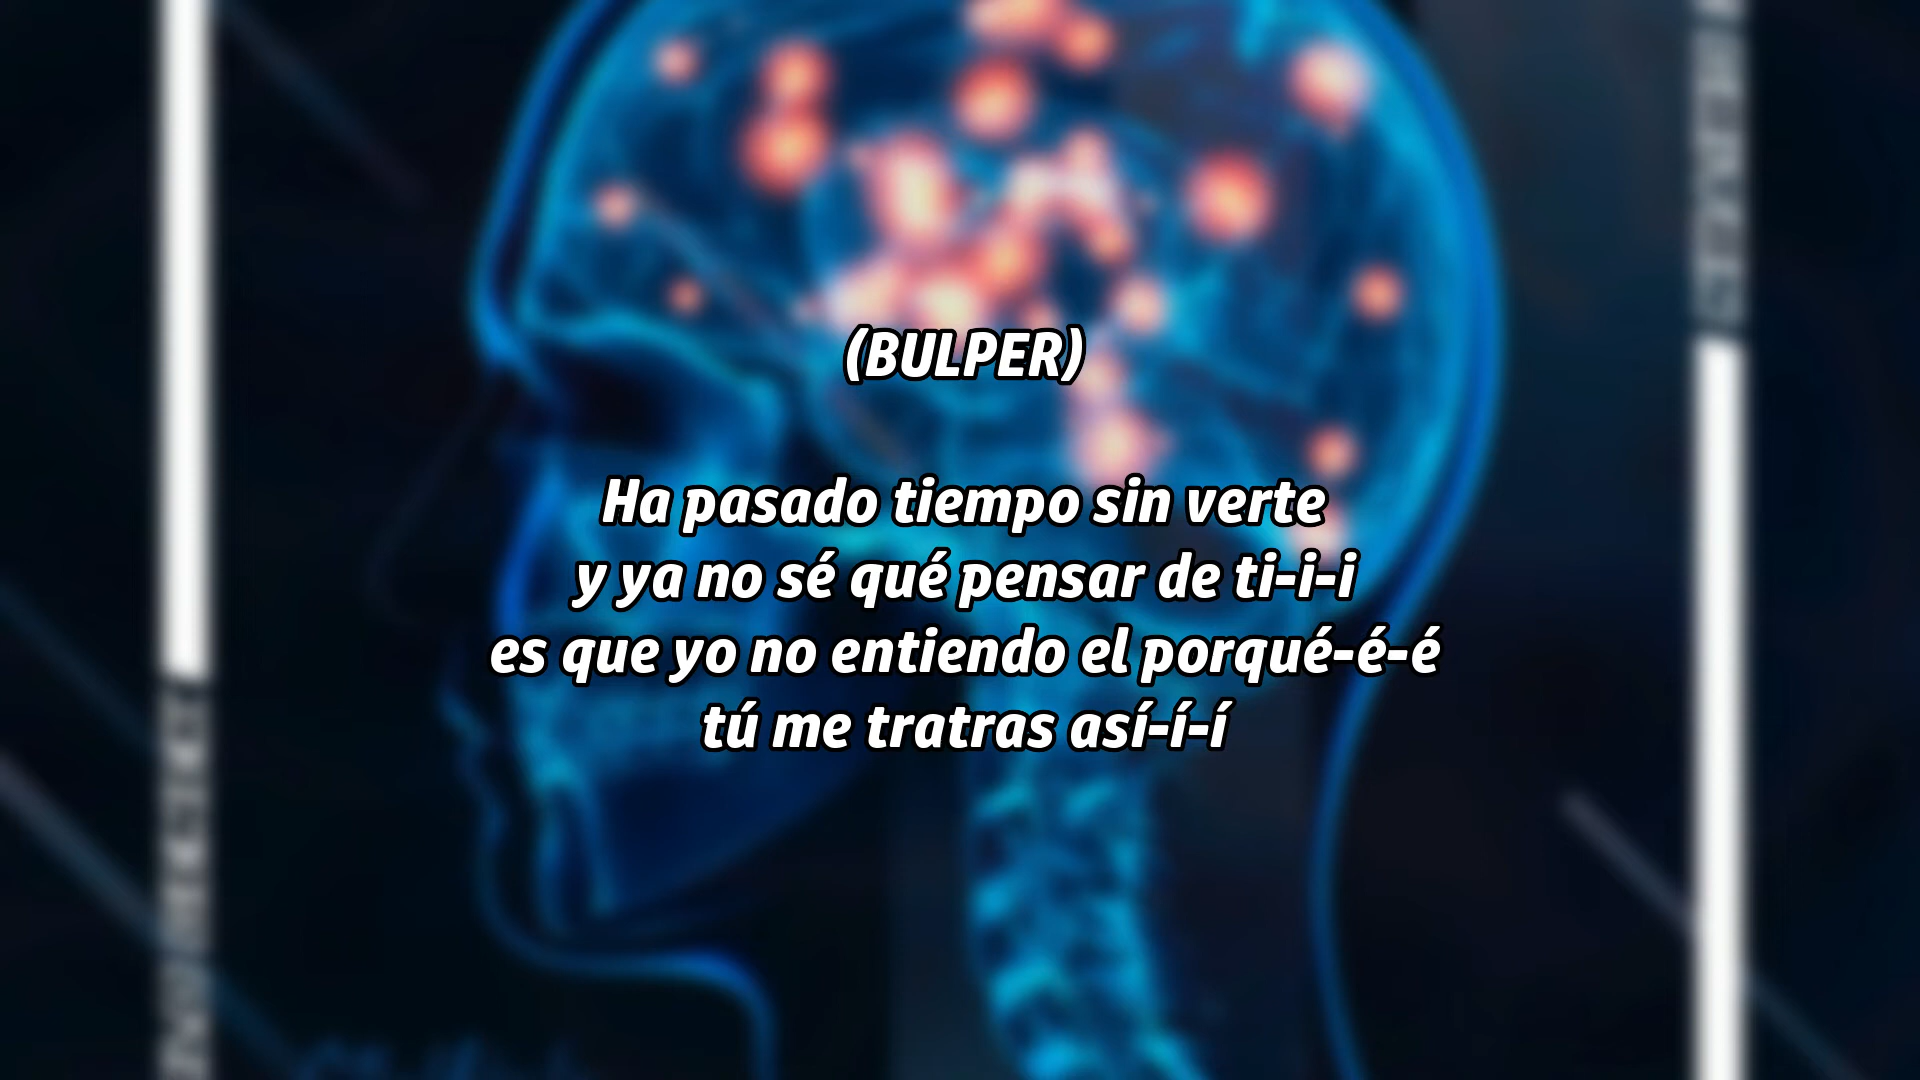 (BULPER)
Ha pasado tiempo sin verte
y ya no sé qué pensar de ti-i-i
es que yo no entiendo el porqué-é-é
tú me tratras así-í-í